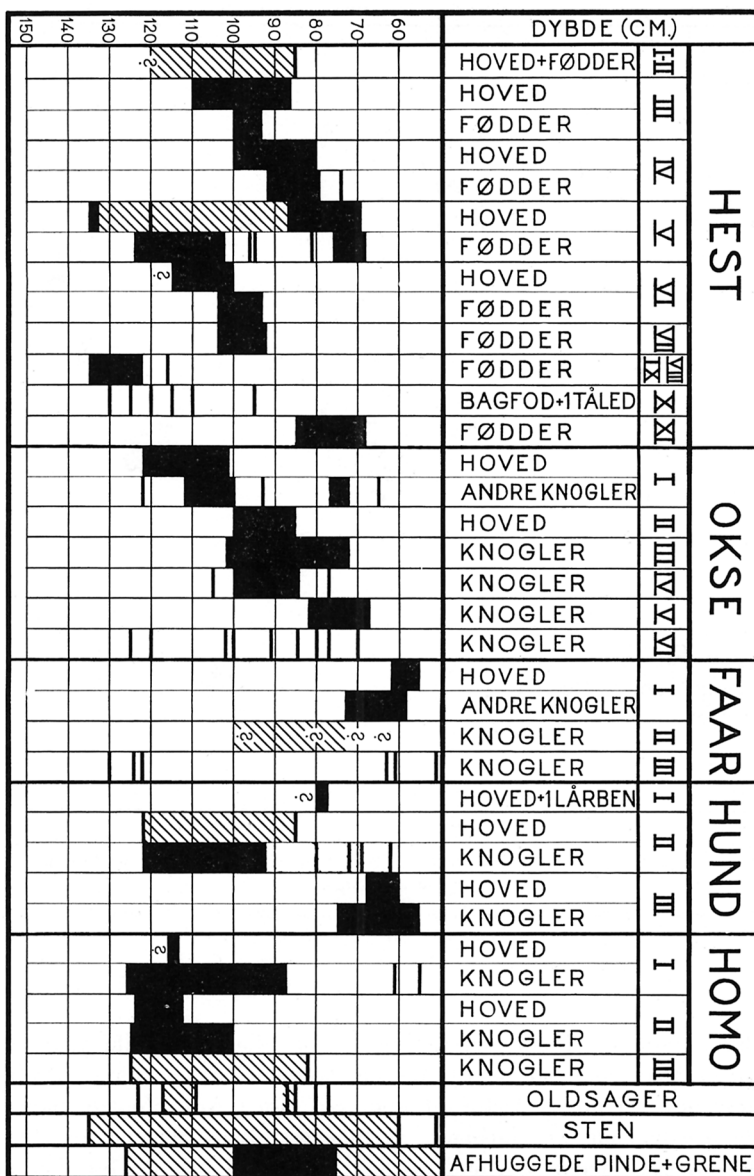 DYBDE (CM.)
60
70
80
90
100
110
120
130
140
150
HEST
I-II HOVED+FØDDER ?
III HOVED
FØDDER
IV HOVED
FØDDER
V HOVED
FØDDER
VI HOVED ?
FØDDER
VII FØDDER
VIII IX FØDDER
X BAGFOD+1TÅLED
XI FØDDER
OKSE
I HOVED
ANDRE KNOGLER
II HOVED
III KNOGLER
IV KNOGLER
V KNOGLER
VI KNOGLER
FAAR
I HOVED
ANDRE KNOGLER
II KNOGLER ? ? ? ?
III KNOGLER
HUND
I HOVED+1LÅRBEN ?
II HOVED
KNOGLER
III HOVED
KNOGLER
HOMO
I HOVED ?
KNOGLER
II HOVED
KNOGLER
III KNOGLER
OLDSAGER
STEN
AFHUGGEDE PINDE+GRENE